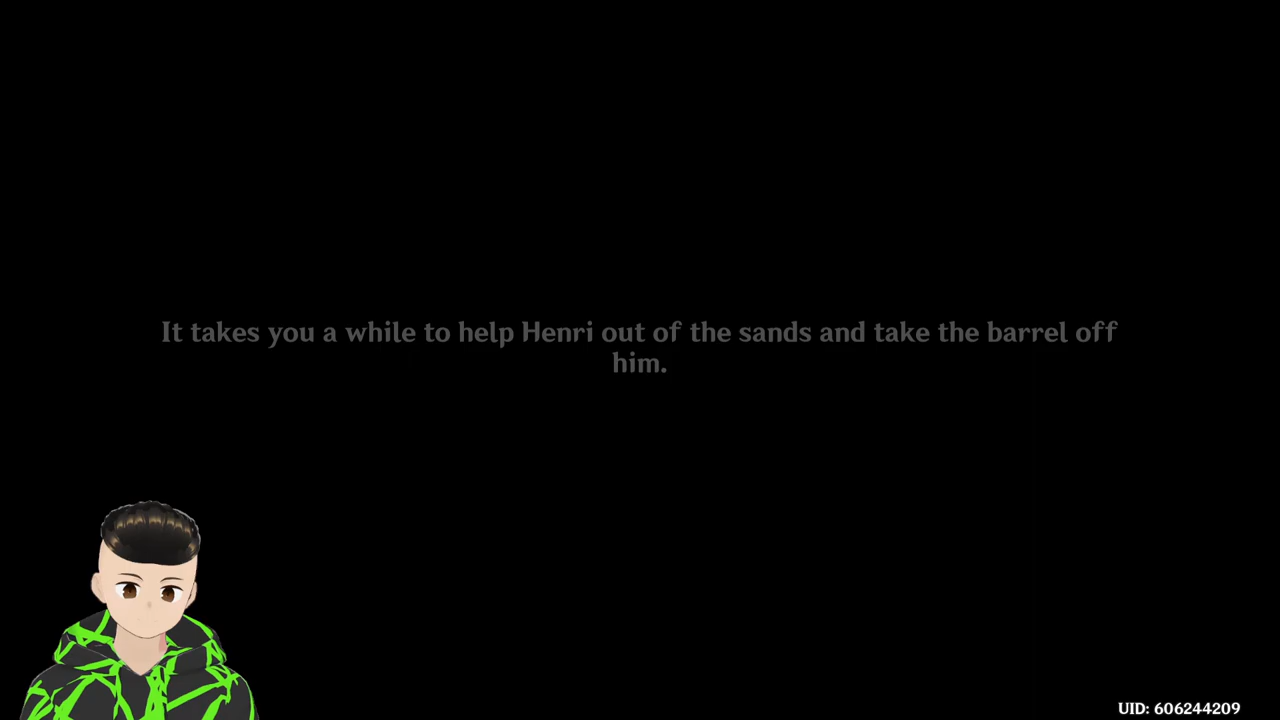 It takes you a while to help Henri out of the sands and take the barrel off
him.
UID: 606244209